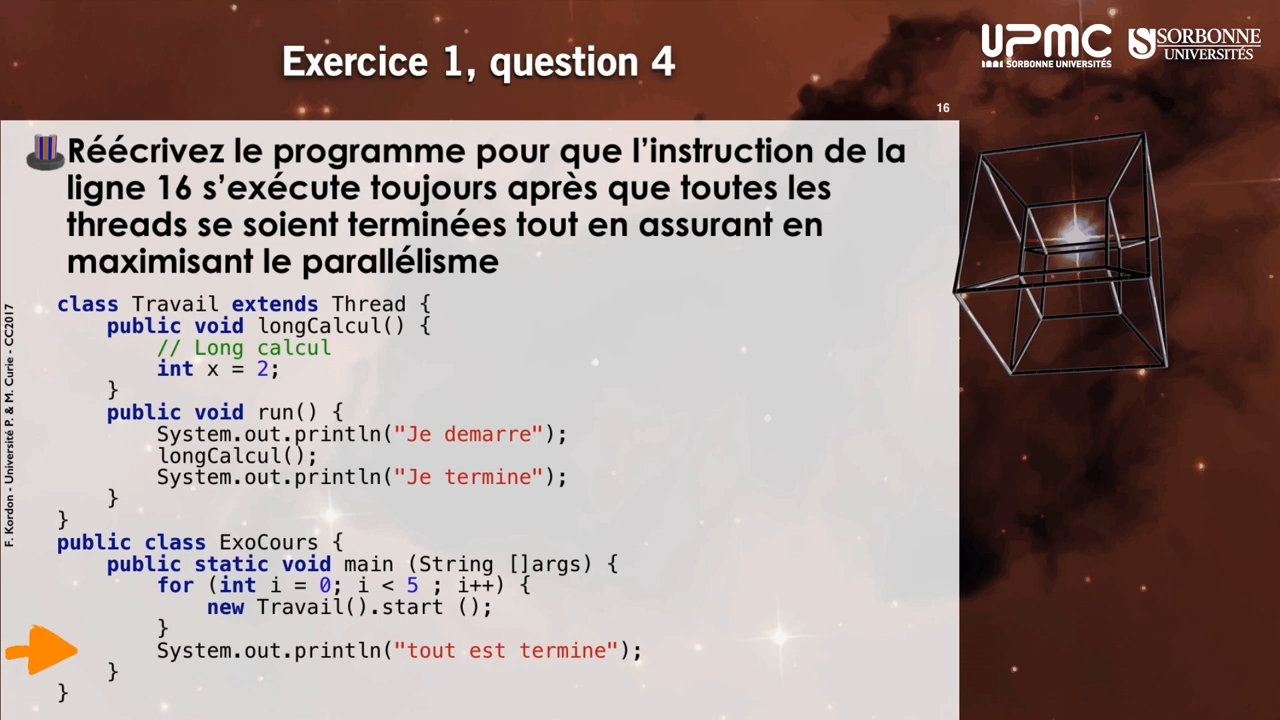 Exercice 1, question 4
UPMC
SORBONNE UNIVERSITÉS
SORBONNE
UNIVERSITÉS
16
Réécrivez le programme pour que l’instruction de la
ligne 16 s’exécute toujours après que toutes les
threads se soient terminées tout en assurant en
maximisant le parallélisme
class Travail extends Thread {
    public void longCalcul() {
        // Long calcul
        int x = 2;
    }
    public void run() {
        System.out.println("Je demarre");
        longCalcul();
        System.out.println("Je termine");
    }
}
public class ExoCours {
    public static void main (String []args) {
        for (int i = 0; i < 5 ; i++) {
            new Travail().start ();
        }
        System.out.println("tout est termine");
    }
}
F. Kordon - Université P. & M. Curie - CC2017